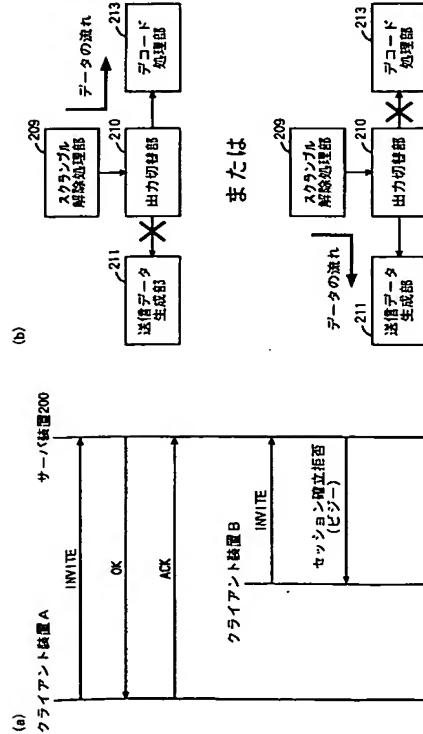 (a)
クライアント装置A
サーバ装置200
INVITE
OK
ACK
クライアント装置B
INVITE
セッション確立拒否
(ビジー)
(b)
209
スクランブル
解除処理部
データの流れ
211
送信データ
生成部
210
出力切替部
213
デコード
処理部
または
209
スクランブル
解除処理部
データの流れ
211
送信データ
生成部
210
出力切替部
213
デコード
処理部